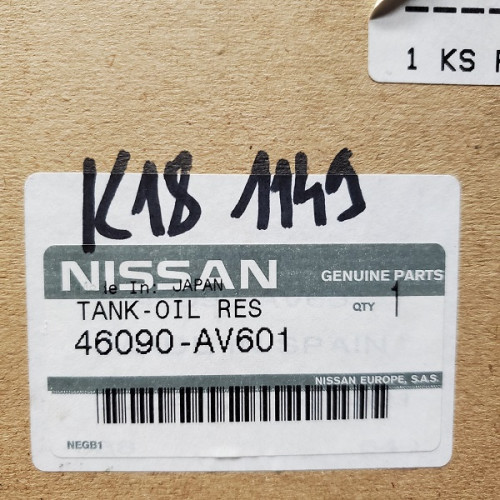 1 KS
K18 1149
NISSAN GENUINE PARTS
e In: JAPAN
TANK-OIL RES QTY 1
46090-AV601
NISSAN EUROPE, S.A.S.
NEGB1